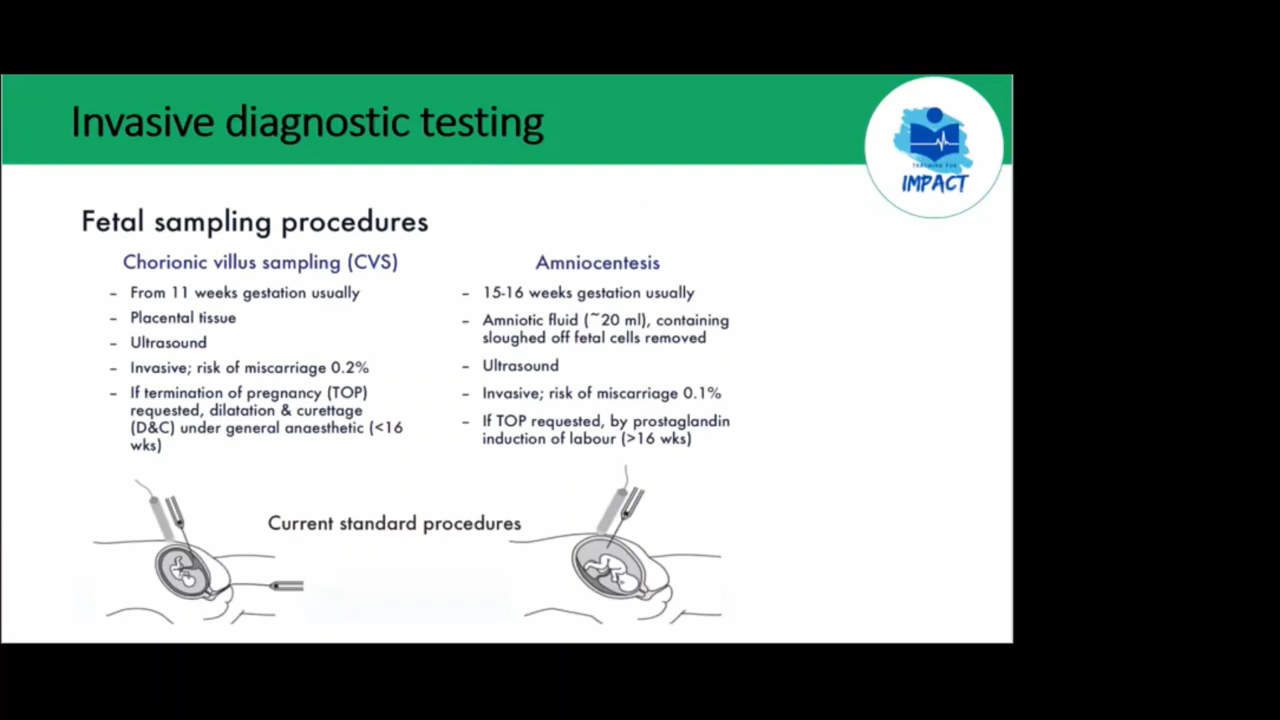 Invasive diagnostic testing
TRAINING FOR
IMPACT
Fetal sampling procedures
Chorionic villus sampling (CVS)
– From 11 weeks gestation usually
– Placental tissue
– Ultrasound
– Invasive; risk of miscarriage 0.2%
– If termination of pregnancy (TOP)
requested, dilatation & curettage
(D&C) under general anaesthetic (<16
wks)
Amniocentesis
– 15-16 weeks gestation usually
– Amniotic fluid (~20 ml), containing
sloughed off fetal cells removed
– Ultrasound
– Invasive; risk of miscarriage 0.1%
– If TOP requested, by prostaglandin
induction of labour (>16 wks)
Current standard procedures